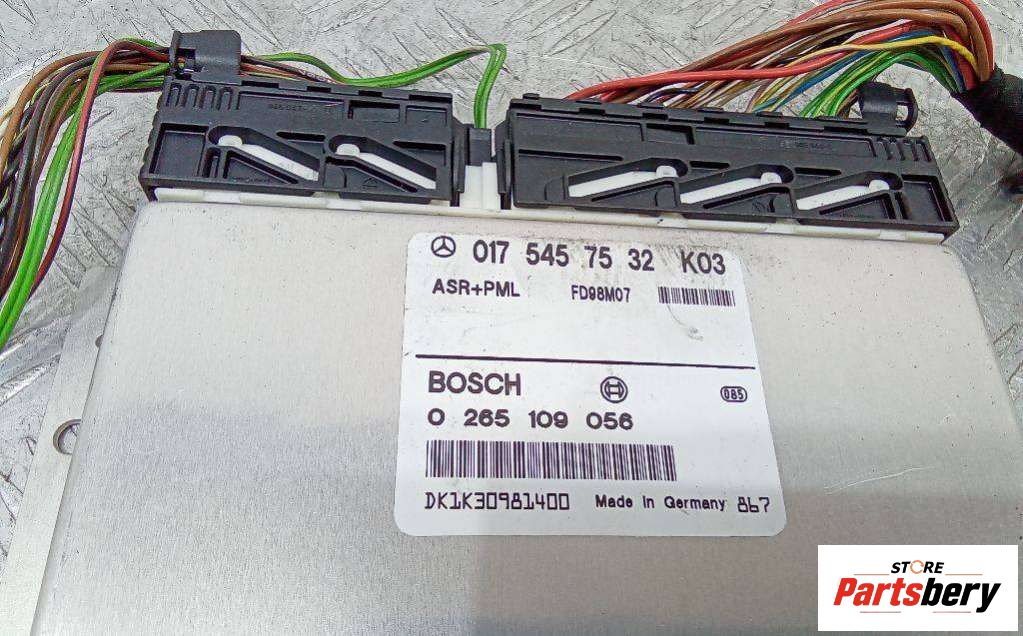 017 545 75 32 K03
ASR+PML FD98M07
BOSCH
085
0 265 109 056
DK1K30981400 Made in Germany 867
STORE
Partsbery